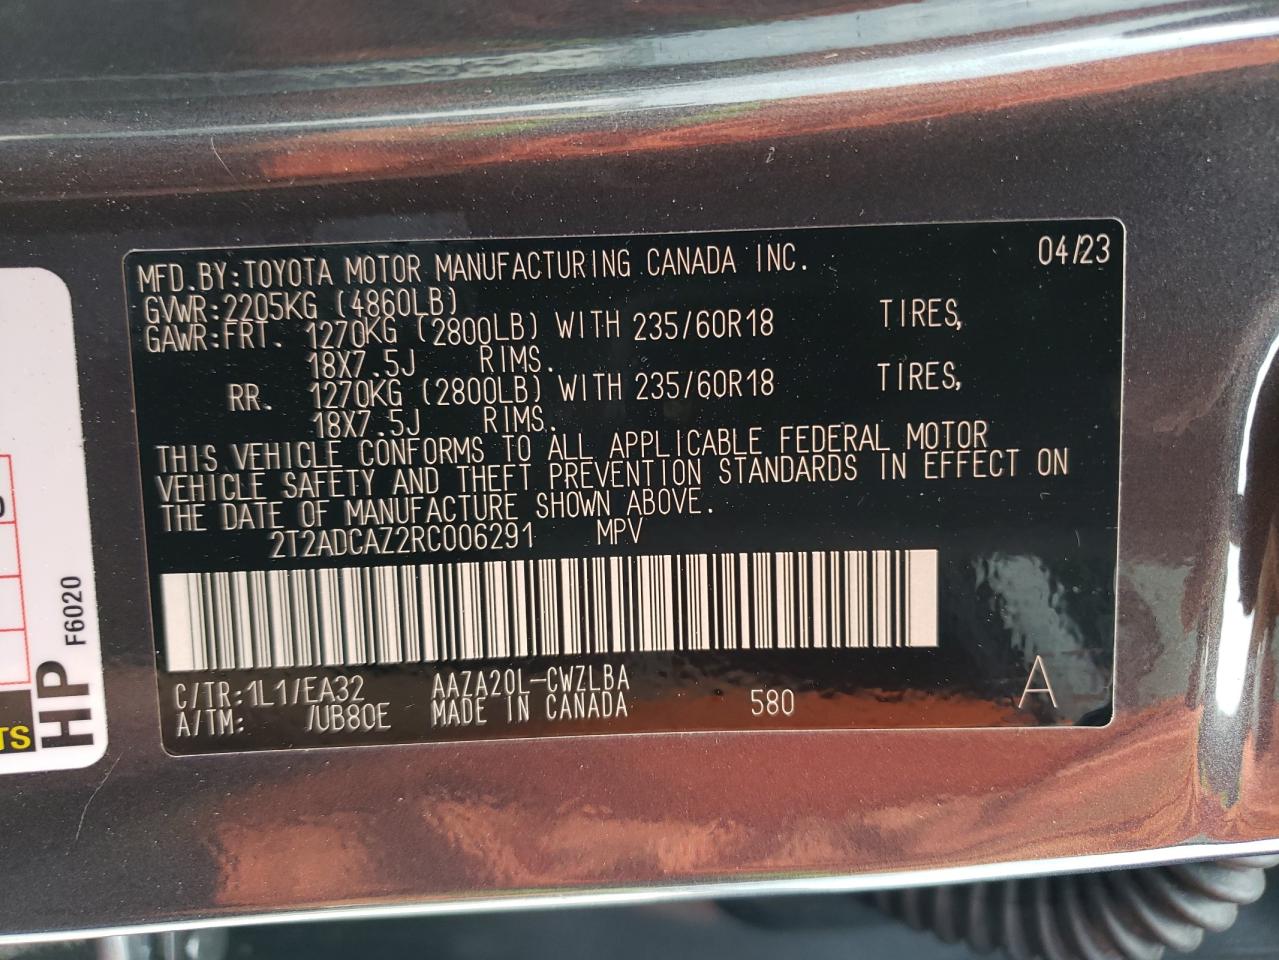 MFD.BY:TOYOTA MOTOR MANUFACTURING CANADA INC. 04/23
GVWR:2205KG (4860LB)
GAWR:FRT. 1270KG (2800LB) WITH 235/60R18 TIRES,
18X7.5J RIMS.
RR. 1270KG (2800LB) WITH 235/60R18 TIRES,
18X7.5J RIMS.
THIS VEHICLE CONFORMS TO ALL APPLICABLE FEDERAL MOTOR
VEHICLE SAFETY AND THEFT PREVENTION STANDARDS IN EFFECT ON
THE DATE OF MANUFACTURE SHOWN ABOVE.
2T2ADCAZ2RC006291 MPV
C/TR:1L1/EA32 AAZA20L-CWZLBA
A/TM: /UB80E MADE IN CANADA 580 A
HP F6020
TS